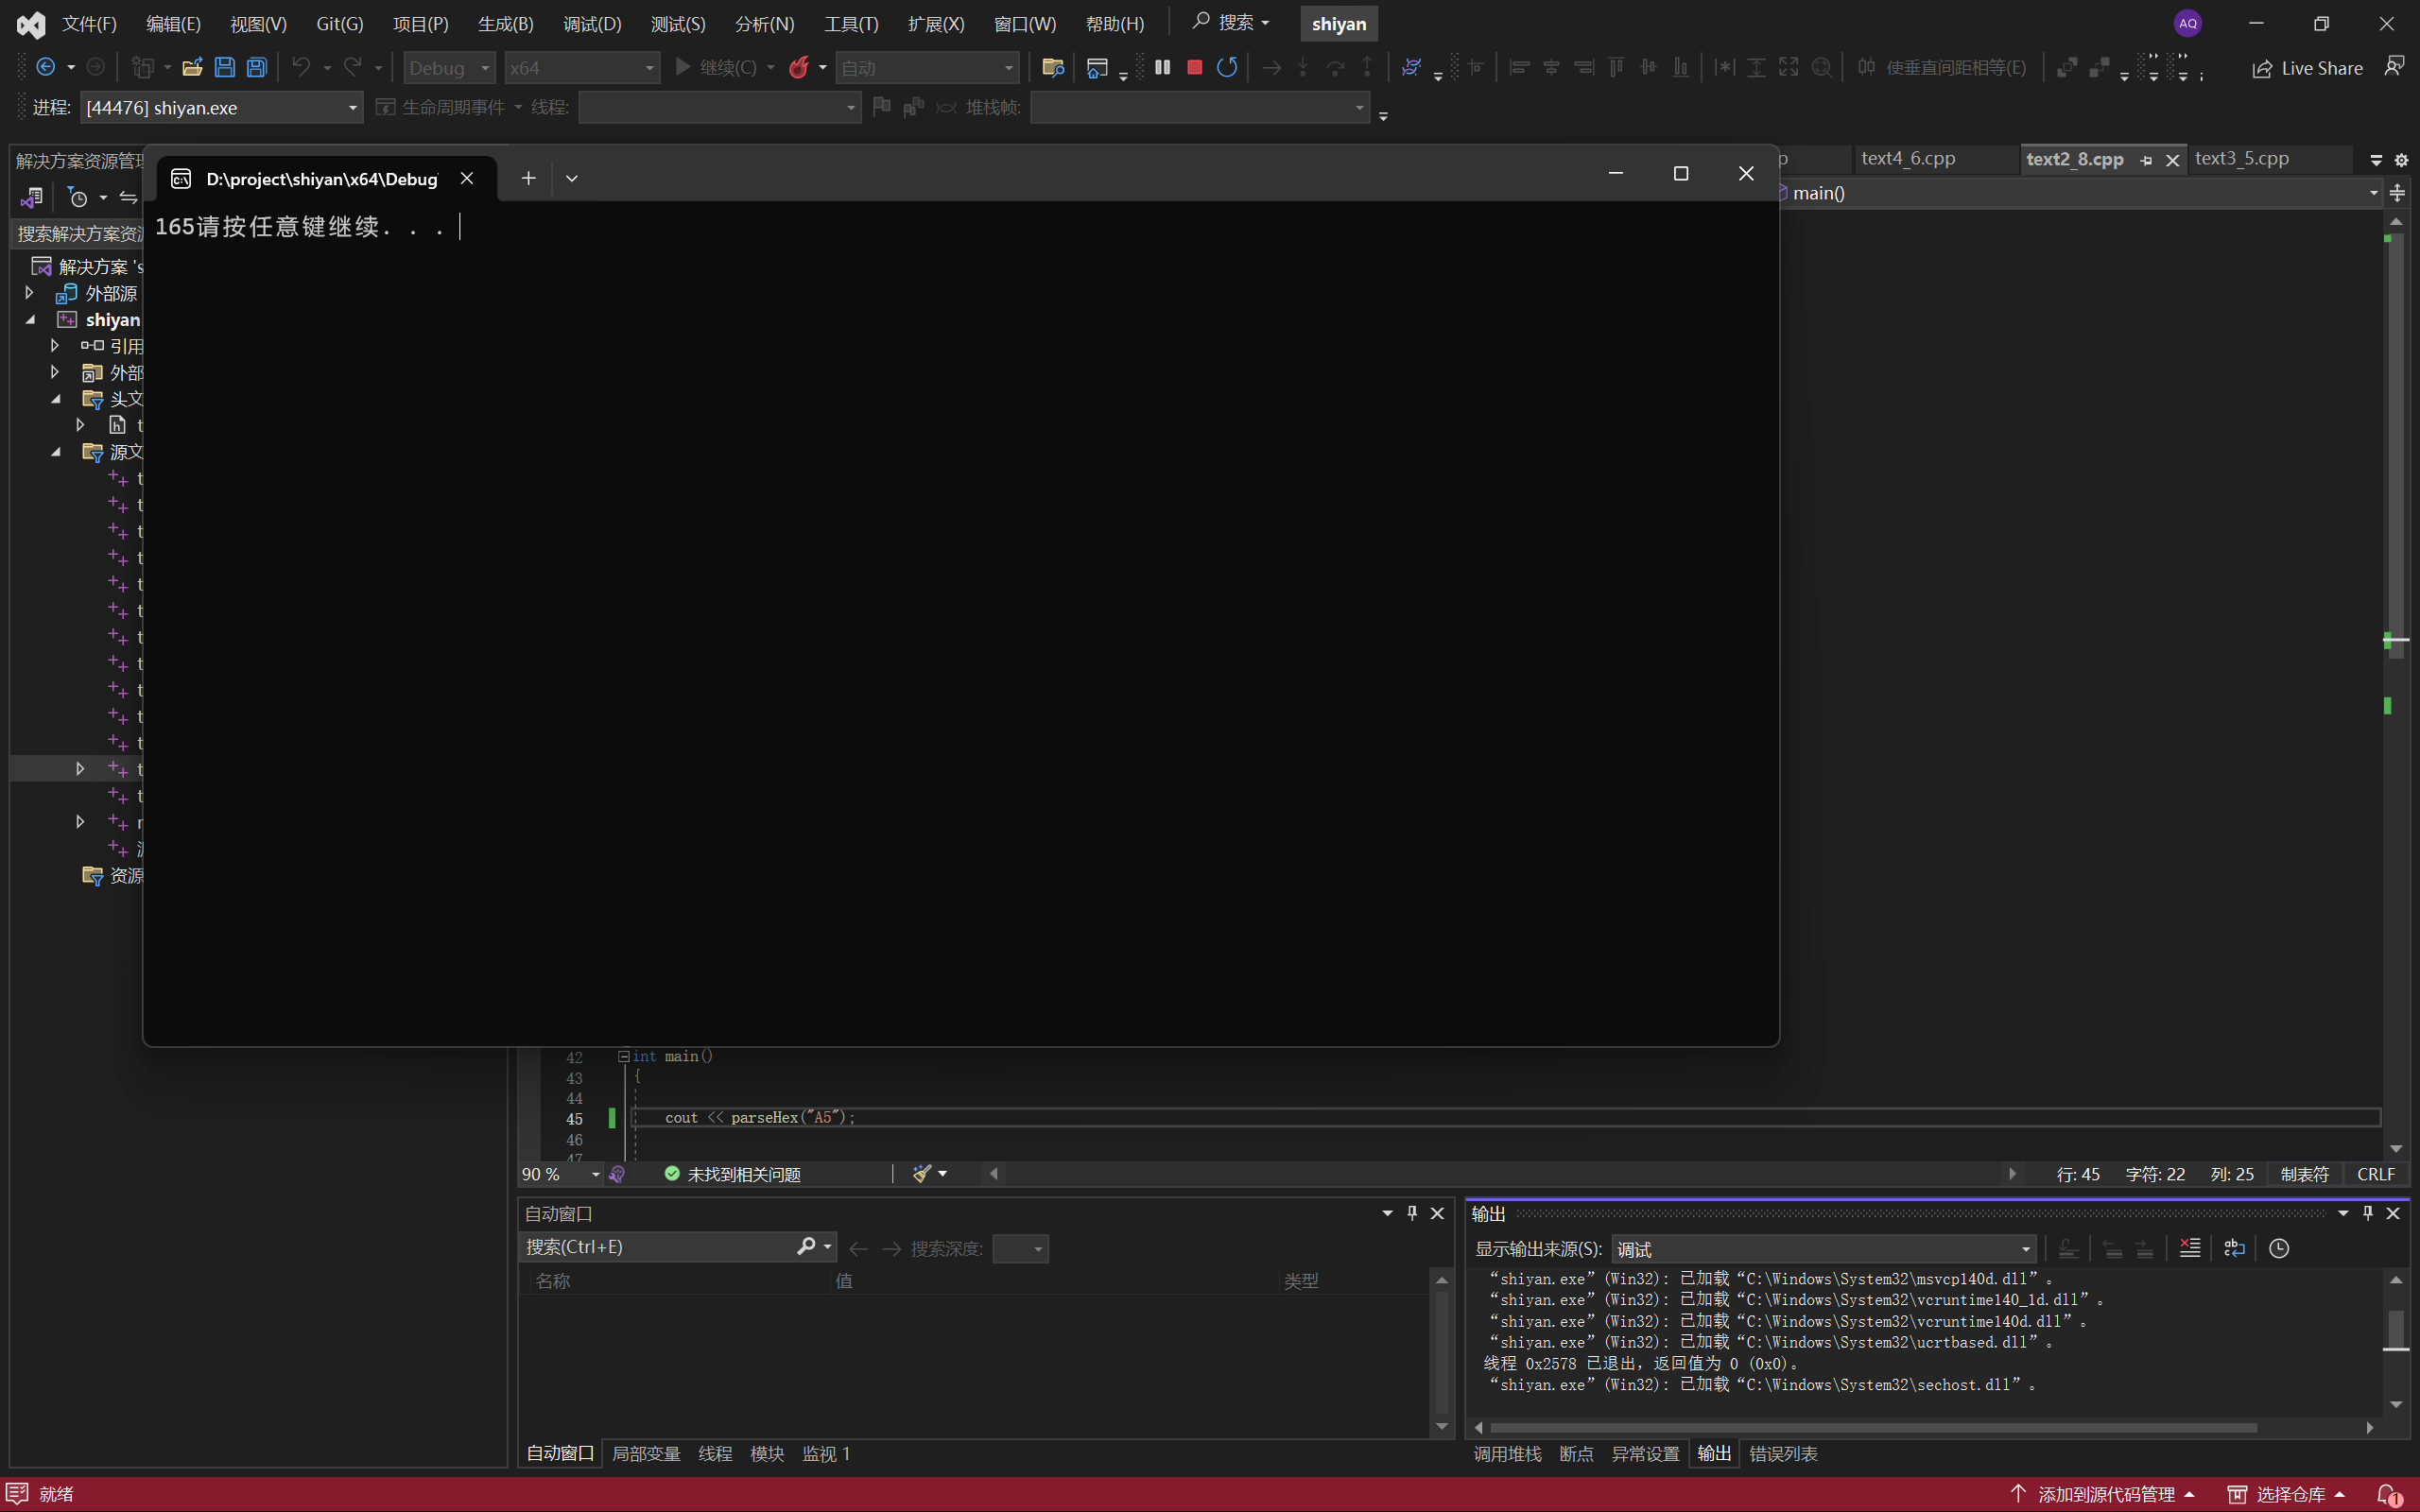 文件(F) 编辑(E) 视图(V) Git(G) 项目(P) 生成(B) 调试(D) 测试(S) 分析(N) 工具(T) 扩展(X) 窗口(W) 帮助(H) 搜索 shiyan AQ
Debug x64 继续(C) 自动 使垂直间距相等(E) Live Share
进程: [44476] shiyan.exe 生命周期事件 线程: 堆栈帧:
解决方案资源管理
搜索解决方案资源
解决方案 's
外部源
shiyan
引用
外部
头文
t
源文
t
t
t
t
t
t
t
t
t
t
t
t
t
r
资源
D:\project\shiyan\x64\Debug
165请按任意键继续. . .
text4_6.cpp text2_8.cpp text3_5.cpp
main()
42 int main()
43 {
44
45 cout << parseHex("A5");
46
47
90 % 未找到相关问题 行: 45 字符: 22 列: 25 制表符 CRLF
自动窗口
搜索(Ctrl+E) 搜索深度:
名称 值 类型
自动窗口 局部变量 线程 模块 监视 1
输出
显示输出来源(S): 调试
“shiyan.exe”(Win32): 已加载“C:\Windows\System32\msvcp140d.dll”。
“shiyan.exe”(Win32): 已加载“C:\Windows\System32\vcruntime140_1d.dll”。
“shiyan.exe”(Win32): 已加载“C:\Windows\System32\vcruntime140d.dll”。
“shiyan.exe”(Win32): 已加载“C:\Windows\System32\ucrtbased.dll”。
线程 0x2578 已退出，返回值为 0 (0x0)。
“shiyan.exe”(Win32): 已加载“C:\Windows\System32\sechost.dll”。
调用堆栈 断点 异常设置 输出 错误列表
就绪 添加到源代码管理 选择仓库 1